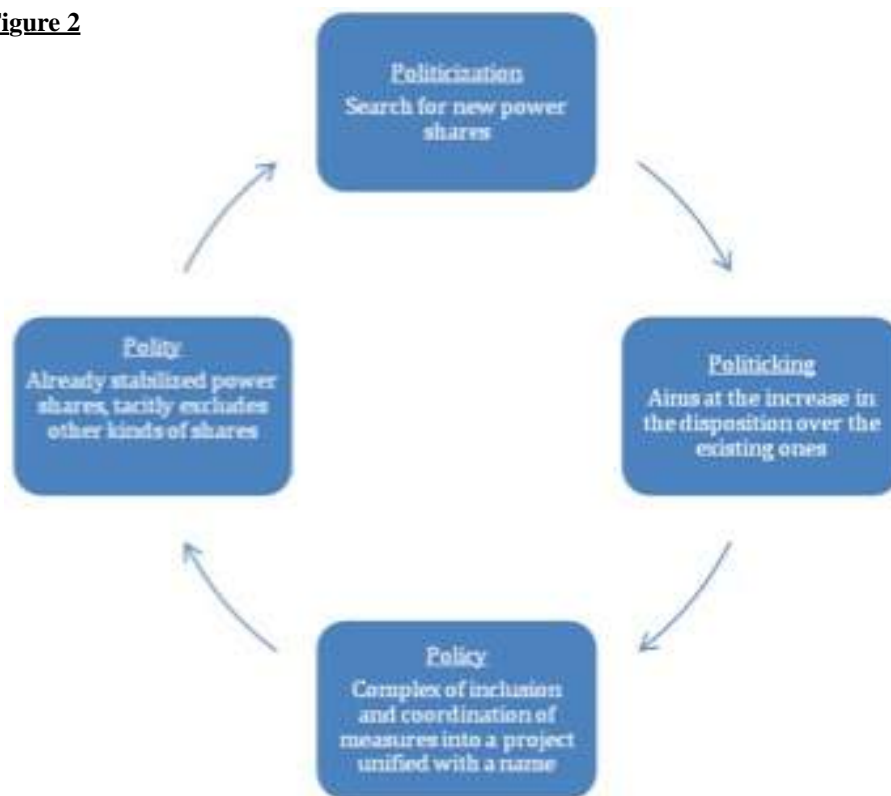 Figure 2
Politicization
Search for new power
shares
Politicking
Aims at the increase in
the disposition over the
existing ones
Policy
Complex of inclusion
and coordination of
measures into a project
unified with a name
Polity
Already stabilized power
shares, tacitly excludes
other kinds of shares